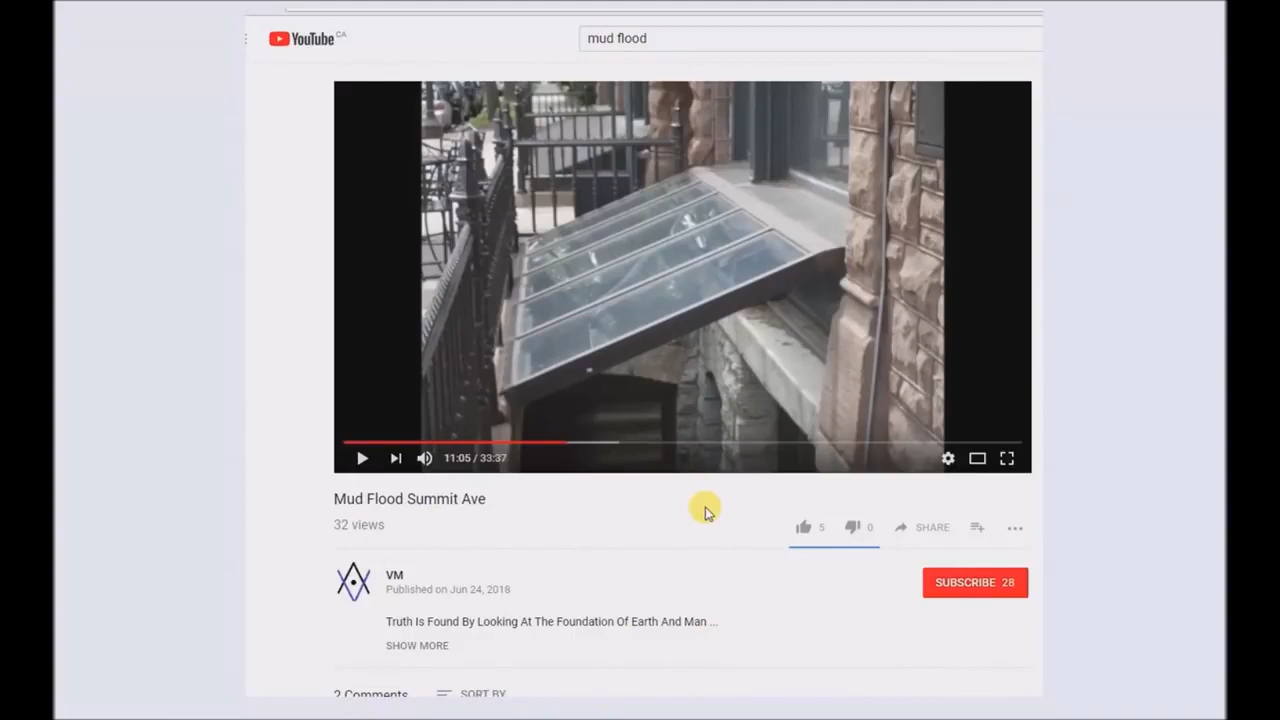 YouTube CA
mud flood
11:05 / 33:37
Mud Flood Summit Ave
32 views
5
0
SHARE
VM
Published on Jun 24, 2018
SUBSCRIBE 28
Truth Is Found By Looking At The Foundation Of Earth And Man ...
SHOW MORE
2 Comments
SORT BY